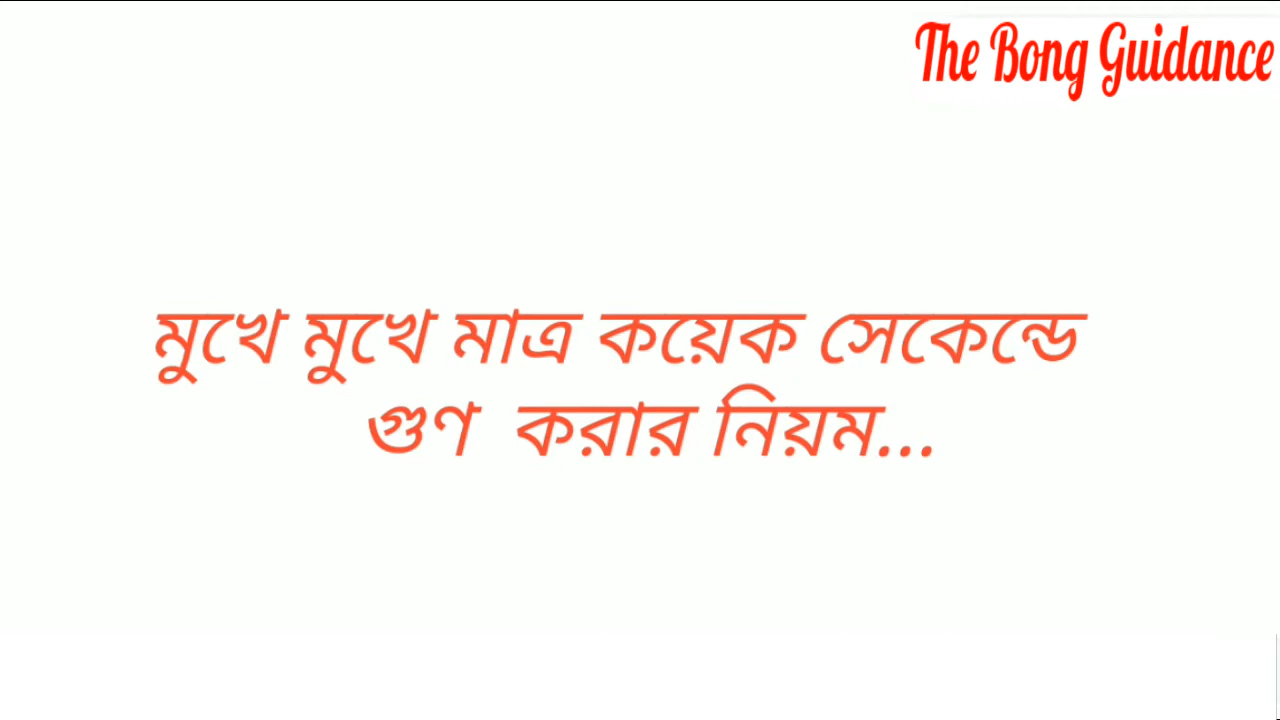 The Bong Guidance
মুখে মুখে মাত্র কয়েক সেকেন্ডে
গুণ করার নিয়ম...